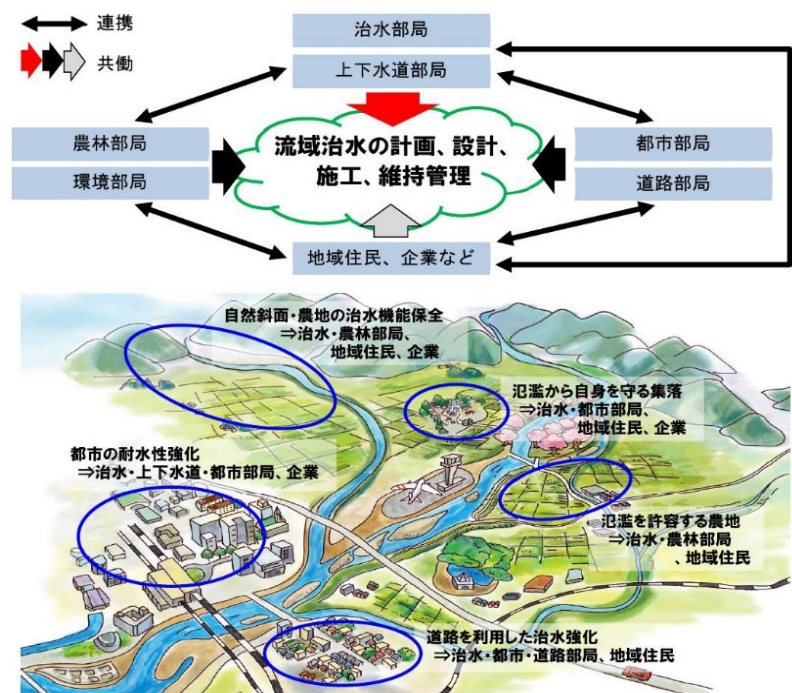 連携
共働
治水部局
上下水道部局
農林部局
環境部局
流域治水の計画、設計、
施工、維持管理
都市部局
道路部局
地域住民、企業など
自然斜面・農地の治水機能保全
⇒治水・農林部局、
地域住民、企業
氾濫から自身を守る集落
⇒治水・都市部局、
地域住民、企業
都市の耐水性強化
⇒治水・上下水道・都市部局、企業
氾濫を許容する農地
⇒治水・農林部局
、地域住民
道路を利用した治水強化
⇒治水・都市・道路部局、地域住民